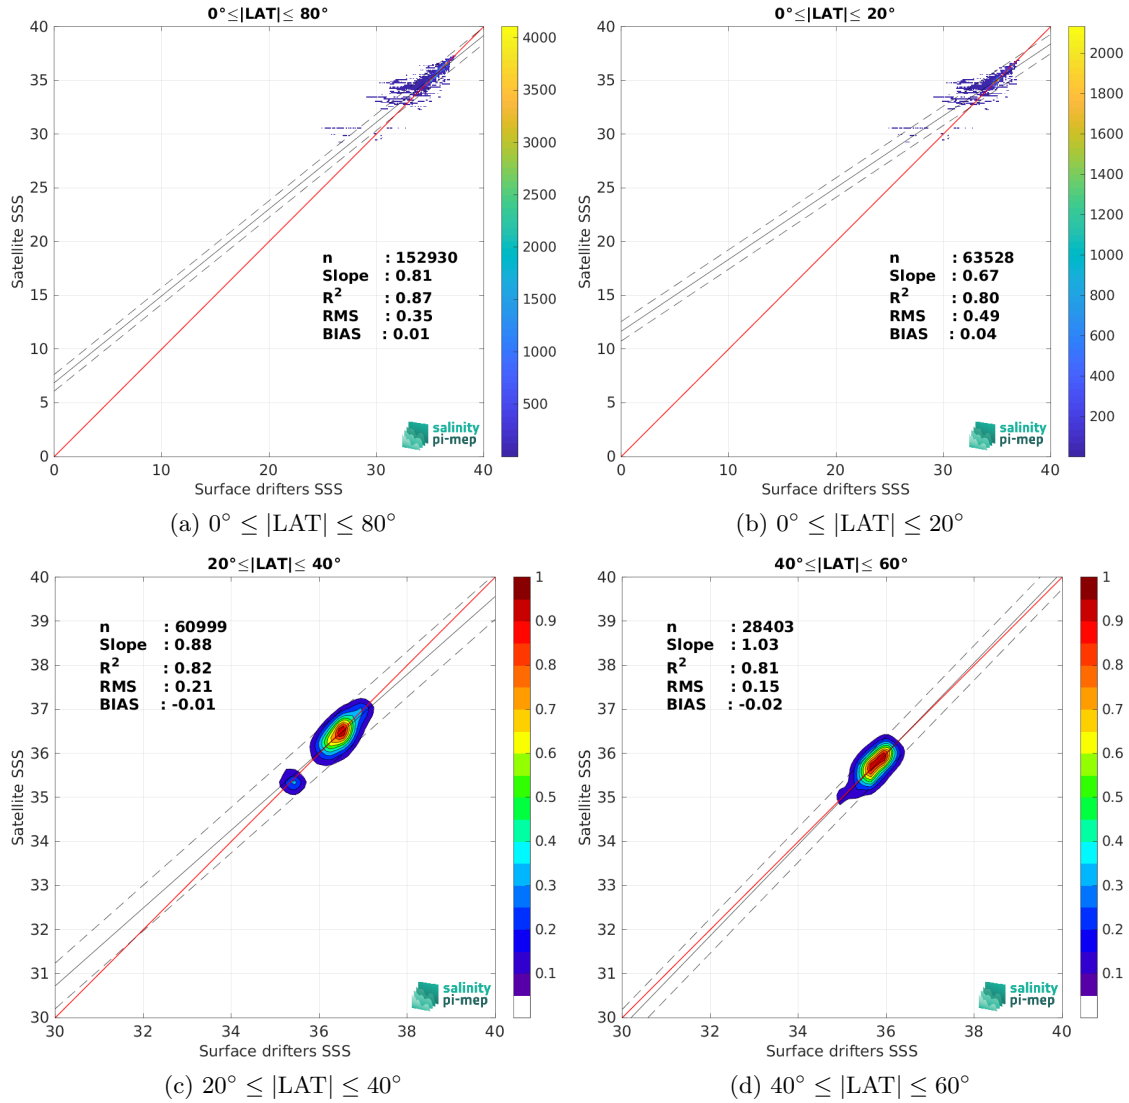 0°≤|LAT|≤ 80°
40
35
30
25
20
15
10
5
0
Satellite SSS
n : 152930
Slope : 0.81
R² : 0.87
RMS : 0.35
BIAS : 0.01
salinity
pi-mep
0 10 20 30 40
Surface drifters SSS
4000
3500
3000
2500
2000
1500
1000
500
(a) 0° ≤ |LAT| ≤ 80°
0°≤|LAT|≤ 20°
40
35
30
25
20
15
10
5
0
Satellite SSS
n : 63528
Slope : 0.67
R² : 0.80
RMS : 0.49
BIAS : 0.04
salinity
pi-mep
0 10 20 30 40
Surface drifters SSS
2000
1800
1600
1400
1200
1000
800
600
400
200
(b) 0° ≤ |LAT| ≤ 20°
20°≤|LAT|≤ 40°
40
39
38
37
36
35
34
33
32
31
30
Satellite SSS
n : 60999
Slope : 0.88
R² : 0.82
RMS : 0.21
BIAS : -0.01
salinity
pi-mep
30 32 34 36 38 40
Surface drifters SSS
1
0.9
0.8
0.7
0.6
0.5
0.4
0.3
0.2
0.1
(c) 20° ≤ |LAT| ≤ 40°
40°≤|LAT|≤ 60°
40
39
38
37
36
35
34
33
32
31
30
Satellite SSS
n : 28403
Slope : 1.03
R² : 0.81
RMS : 0.15
BIAS : -0.02
salinity
pi-mep
30 32 34 36 38 40
Surface drifters SSS
1
0.9
0.8
0.7
0.6
0.5
0.4
0.3
0.2
0.1
(d) 40° ≤ |LAT| ≤ 60°